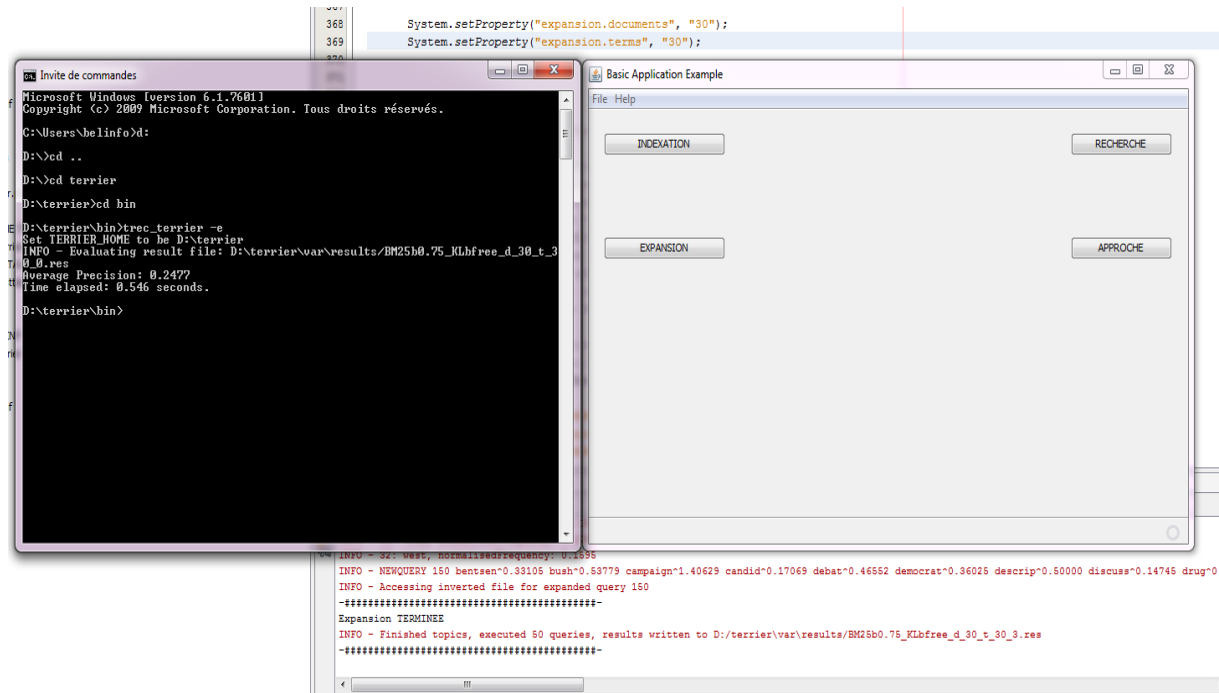 368 System.setProperty("expansion.documents", "30");
369 System.setProperty("expansion.terms", "30");
Invite de commandes
Microsoft Windows [version 6.1.7601]
Copyright (c) 2009 Microsoft Corporation. Tous droits réservés.
C:\Users\belinfo>d:
D:\>cd ..
D:\>cd terrier
D:\terrier>cd bin
D:\terrier\bin>trec_terrier -e
Set TERRIER_HOME to be D:\terrier
INFO - Evaluating result file: D:\terrier\var\results/BM25b0.75_KLbfree_d_30_t_3
0_0.res
Average Precision: 0.2477
Time elapsed: 0.546 seconds.
D:\terrier\bin>
Basic Application Example
File Help
INDEXATION
RECHERCHE
EXPANSION
APPROCHE
INFO - 32: west, normalisedFrequency: 0.1695
INFO - NEWQUERY 150 bentsen^0.33105 bush^0.53779 campaign^1.40629 candid^0.17069 debat^0.46552 democrat^0.36025 descrip^0.50000 discuss^0.14745 drug^0
INFO - Accessing inverted file for expanded query 150
-###########################################-
Expansion TERMINEE
INFO - Finished topics, executed 50 queries, results written to D:/terrier\var\results/BM25b0.75_KLbfree_d_30_t_30_3.res
-###########################################-